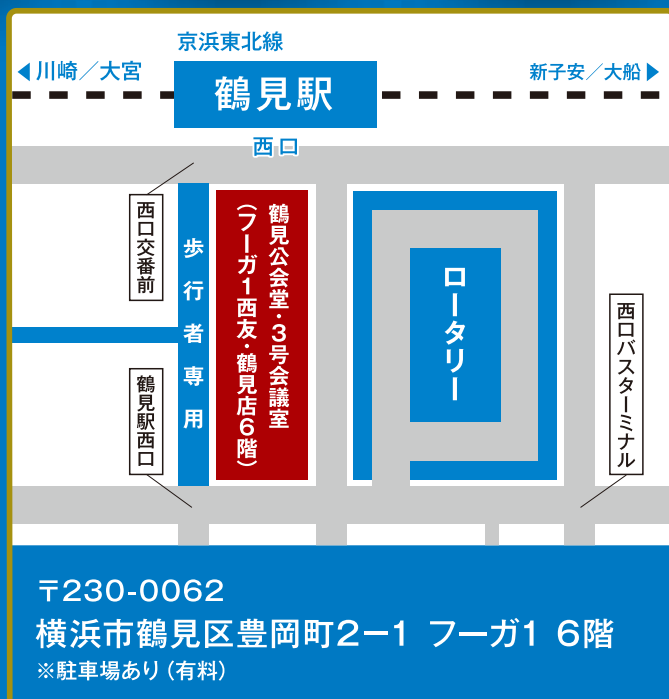 京浜東北線
川崎／大宮
鶴見駅
新子安／大船
西口
西口交番前
歩行者専用
鶴見公会堂・3号会議室
（フーガ1西友・鶴見店6階）
ロータリー
西口バスターミナル
鶴見駅西口
〒230-0062
横浜市鶴見区豊岡町2－1 フーガ1 6階
※駐車場あり（有料）